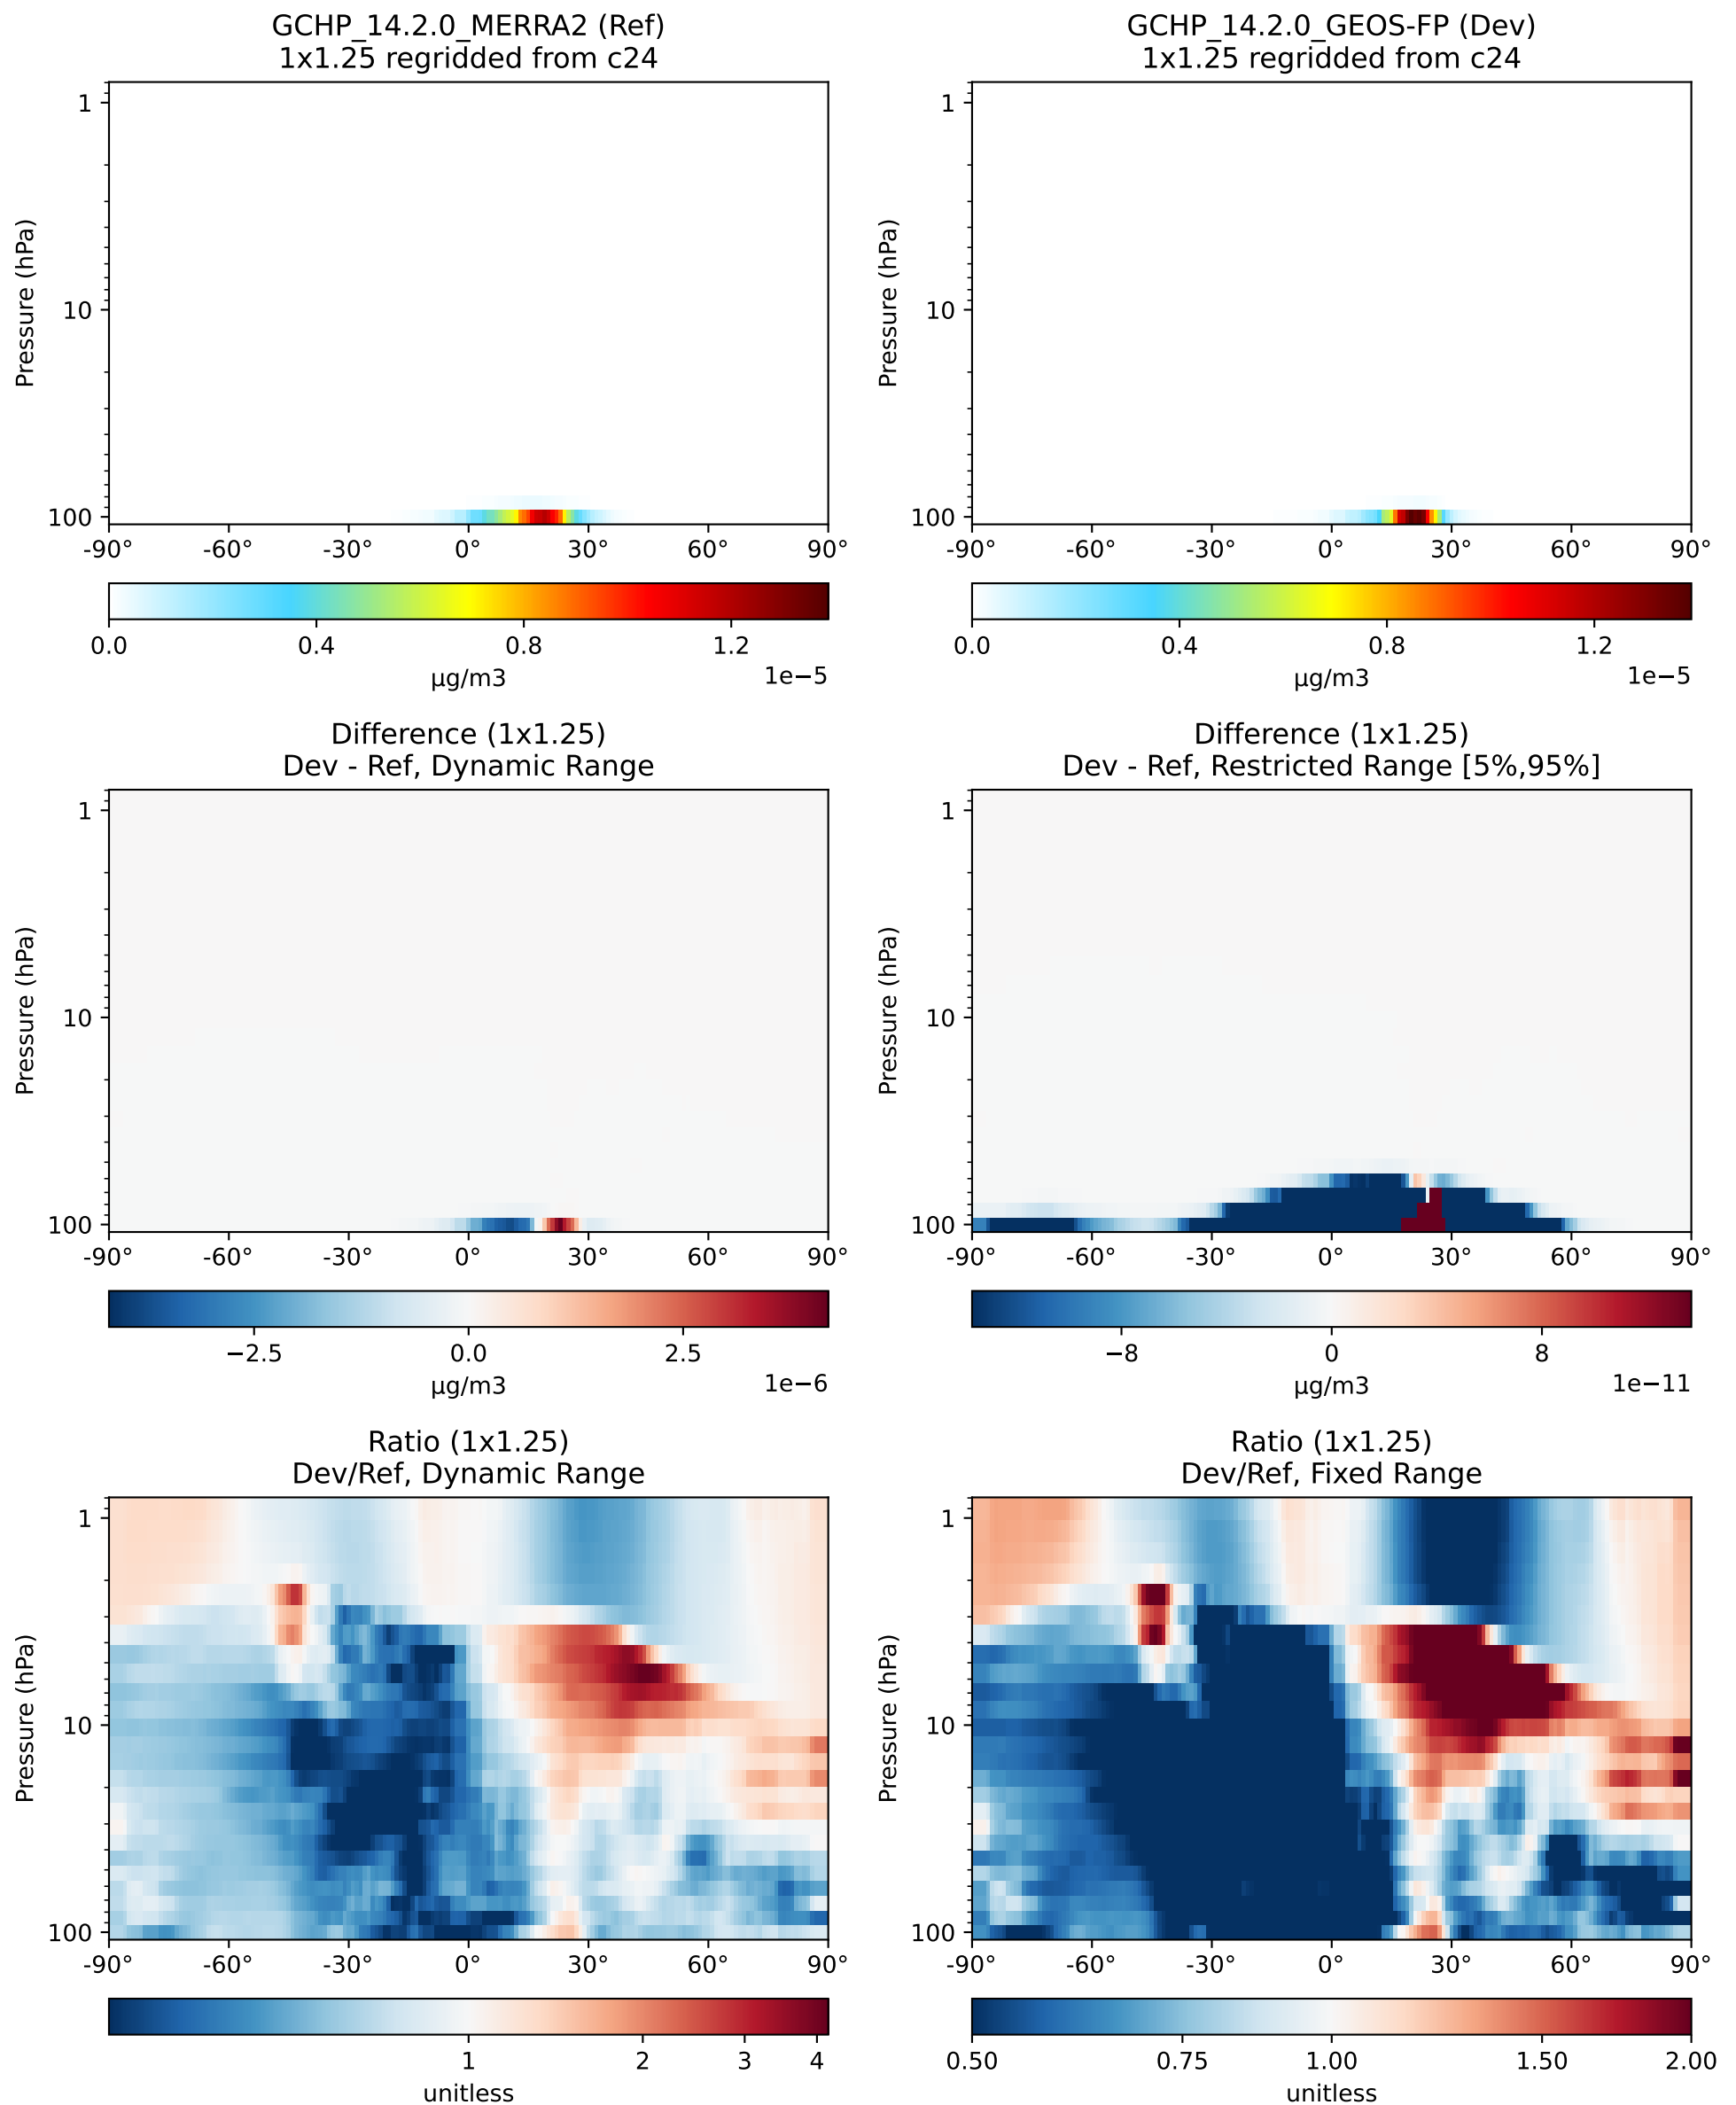 GCHP_14.2.0_MERRA2 (Ref)
1x1.25 regridded from c24
Pressure (hPa)
1
10
100
-90° -60° -30° 0° 30° 60° 90°
0.0 0.4 0.8 1.2
1e−5
µg/m3
GCHP_14.2.0_GEOS-FP (Dev)
1x1.25 regridded from c24
Pressure (hPa)
1
10
100
-90° -60° -30° 0° 30° 60° 90°
0.0 0.4 0.8 1.2
1e−5
µg/m3
Difference (1x1.25)
Dev - Ref, Dynamic Range
Pressure (hPa)
1
10
100
-90° -60° -30° 0° 30° 60° 90°
−2.5 0.0 2.5
1e−6
µg/m3
Difference (1x1.25)
Dev - Ref, Restricted Range [5%,95%]
Pressure (hPa)
1
10
100
-90° -60° -30° 0° 30° 60° 90°
−8 0 8
1e−11
µg/m3
Ratio (1x1.25)
Dev/Ref, Dynamic Range
Pressure (hPa)
1
10
100
-90° -60° -30° 0° 30° 60° 90°
1 2 3 4
unitless
Ratio (1x1.25)
Dev/Ref, Fixed Range
Pressure (hPa)
1
10
100
-90° -60° -30° 0° 30° 60° 90°
0.50 0.75 1.00 1.50 2.00
unitless